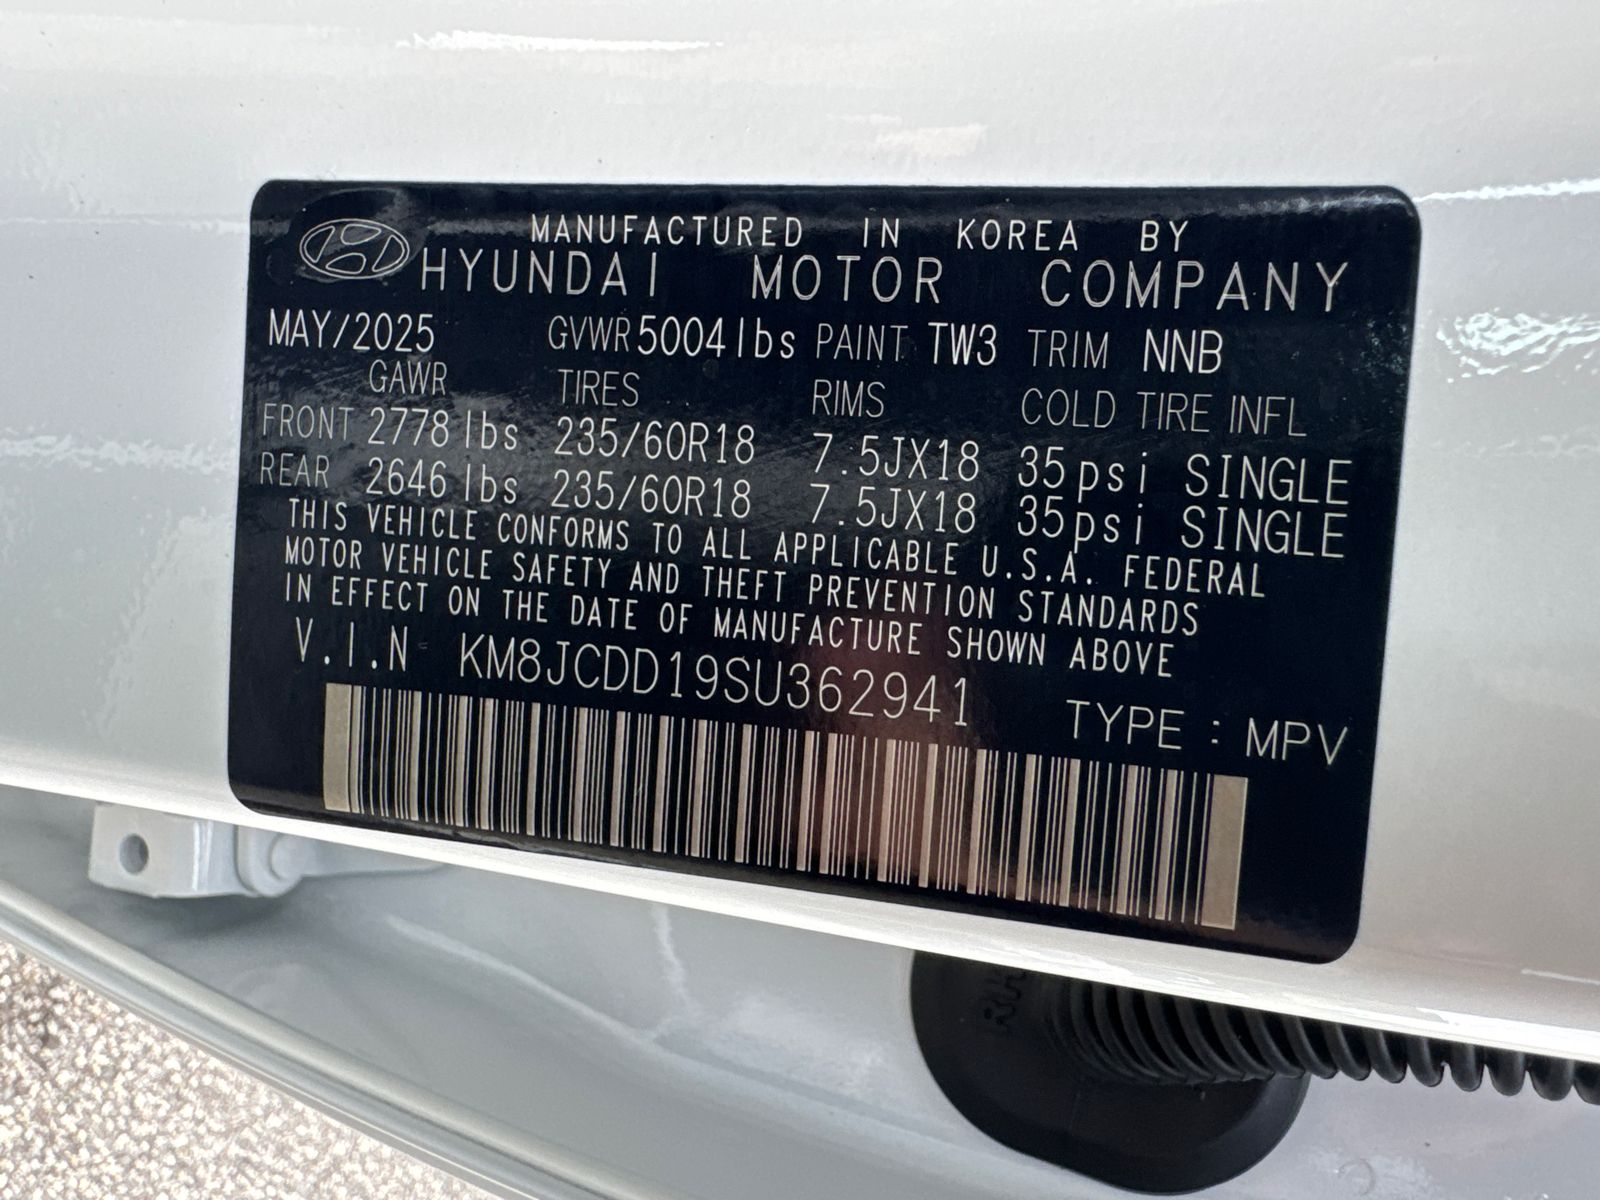 MANUFACTURED IN KOREA BY
HYUNDAI MOTOR COMPANY
MAY/2025 GVWR 5004 lbs PAINT TW3 TRIM NNB
GAWR TIRES RIMS COLD TIRE INFL
FRONT 2778 lbs 235/60R18 7.5JX18 35psi SINGLE
REAR 2646 lbs 235/60R18 7.5JX18 35psi SINGLE
THIS VEHICLE CONFORMS TO ALL APPLICABLE U.S.A. FEDERAL
MOTOR VEHICLE SAFETY AND THEFT PREVENTION STANDARDS
IN EFFECT ON THE DATE OF MANUFACTURE SHOWN ABOVE
V.I.N KM8JCDD19SU362941
TYPE : MPV